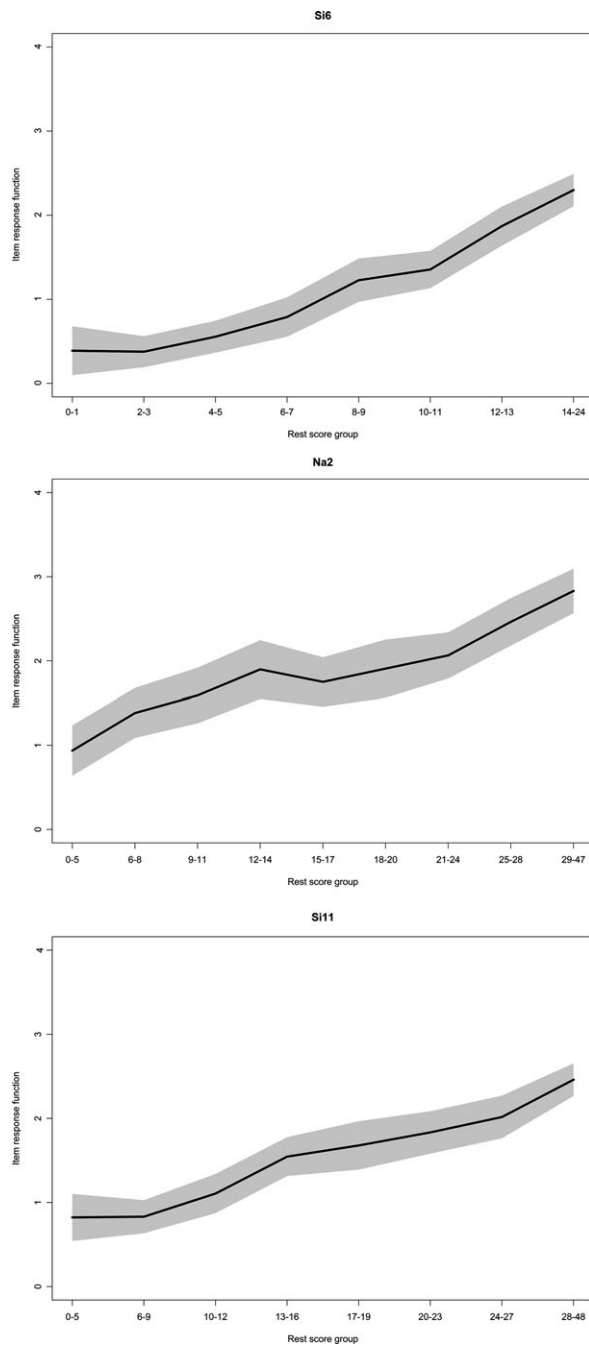 Si6
4
3
2
1
0
Item response function
0-1 2-3 4-5 6-7 8-9 10-11 12-13 14-24
Rest score group
Na2
4
3
2
1
0
Item response function
0-5 6-8 9-11 12-14 15-17 18-20 21-24 25-28 29-47
Rest score group
Si11
4
3
2
1
0
Item response function
0-5 6-9 10-12 13-16 17-19 20-23 24-27 28-48
Rest score group